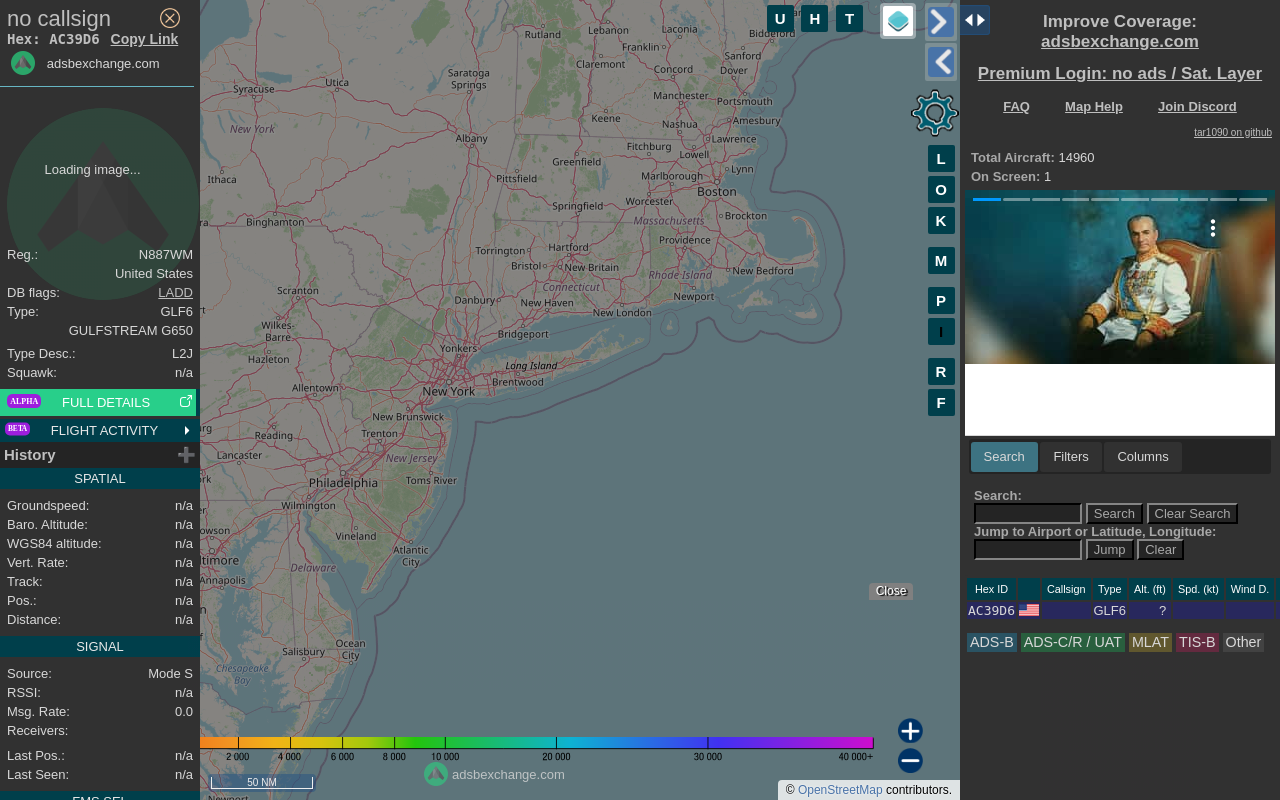 no callsign
Hex: AC39D6 Copy Link
adsbexchange.com
Loading image...
Reg.: N887WM
United States
DB flags: LADD
Type: GLF6
GULFSTREAM G650
Type Desc.: L2J
Squawk: n/a
ALPHA FULL DETAILS
BETA FLIGHT ACTIVITY
History
SPATIAL
Groundspeed: n/a
Baro. Altitude: n/a
WGS84 altitude: n/a
Vert. Rate: n/a
Track: n/a
Pos.: n/a
Distance: n/a
SIGNAL
Source: Mode S
RSSI: n/a
Msg. Rate: 0.0
Receivers:
Last Pos.: n/a
Last Seen: n/a
FMS SEL
U H T
L
O
K
M
P
I
R
F
Rutland
Lebanon
Laconia
Biddeford
Franklin
Sanford
Claremont
Concord
Dover
Saratoga
Springs
Utica
Syracuse
Manchester
Portsmouth
Keene
Nashua
Amesbury
New York
Albany
Fitchburg
Lawrence
Lowell
Greenfield
Lynn
Ithaca
Pittsfield
Marlborough
Boston
Worcester
Springfield
Massachusetts
Brockton
Binghamton
Providence
Torrington
Hartford
Bristol
New Britain
Rhode Island
New Bedford
Connecticut
Scranton
Danbury
New Haven
New London
Newport
Wilkes-
Barre
Bridgeport
Yonkers
Hazleton
Long Island
Brentwood
Allentown
New York
New Brunswick
Reading
Trenton
Lancaster
New Jersey
Toms River
Philadelphia
Wilmington
Vineland
Atlantic
City
Annapolis
Delaware
Ocean
City
Salisbury
Chesapeake
Bay
Newport
Close
2 000 4 000 6 000 8 000 10 000 20 000 30 000 40 000+
adsbexchange.com
50 NM
© OpenStreetMap contributors.
Improve Coverage:
adsbexchange.com
Premium Login: no ads / Sat. Layer
FAQ Map Help Join Discord
tar1090 on github
Total Aircraft: 14960
On Screen: 1
Search Filters Columns
Search:
Search Clear Search
Jump to Airport or Latitude, Longitude:
Jump Clear
Hex ID Callsign Type Alt. (ft) Spd. (kt) Wind D.
AC39D6 GLF6 ?
ADS-B ADS-C/R / UAT MLAT TIS-B Other